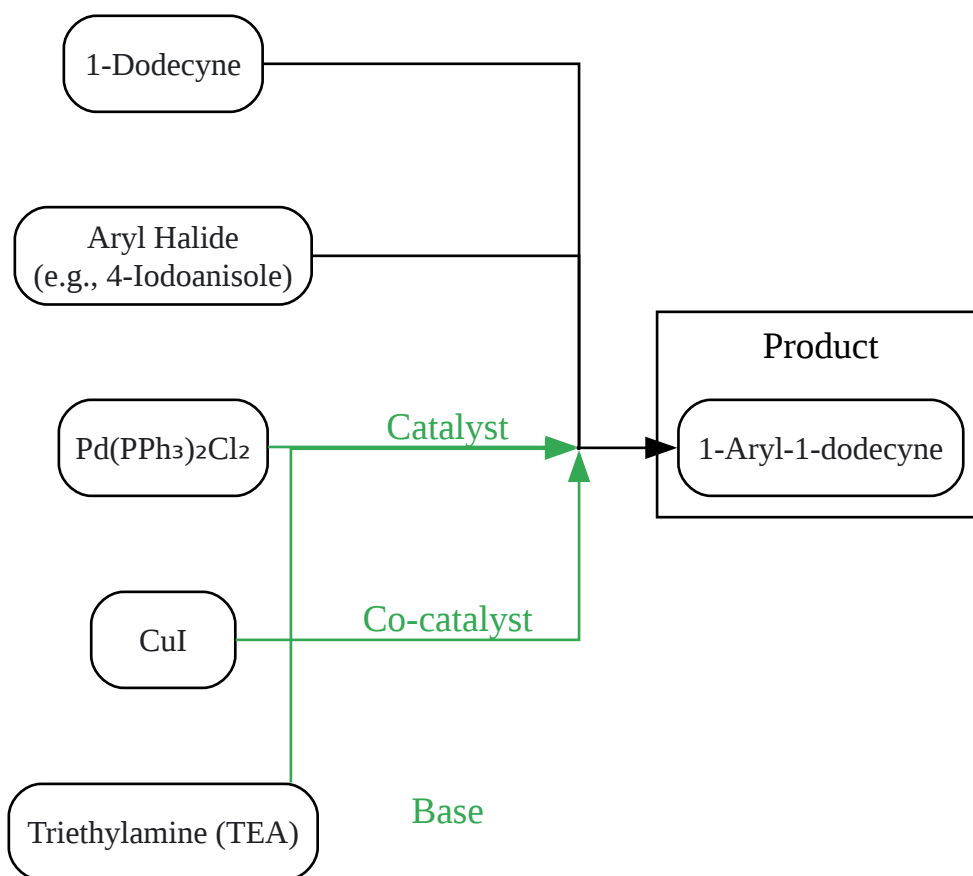 1-Dodecyne
Aryl Halide
(e.g., 4-Iodoanisole)
Product
Catalyst
Pd(PPh₃)₂Cl₂
1-Aryl-1-dodecyne
Co-catalyst
CuI
Base
Triethylamine (TEA)